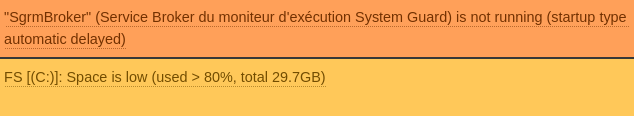 "SgrmBroker" (Service Broker du moniteur d'exécution System Guard) is not running (startup type
automatic delayed)
FS [(C:)]: Space is low (used > 80%, total 29.7GB)